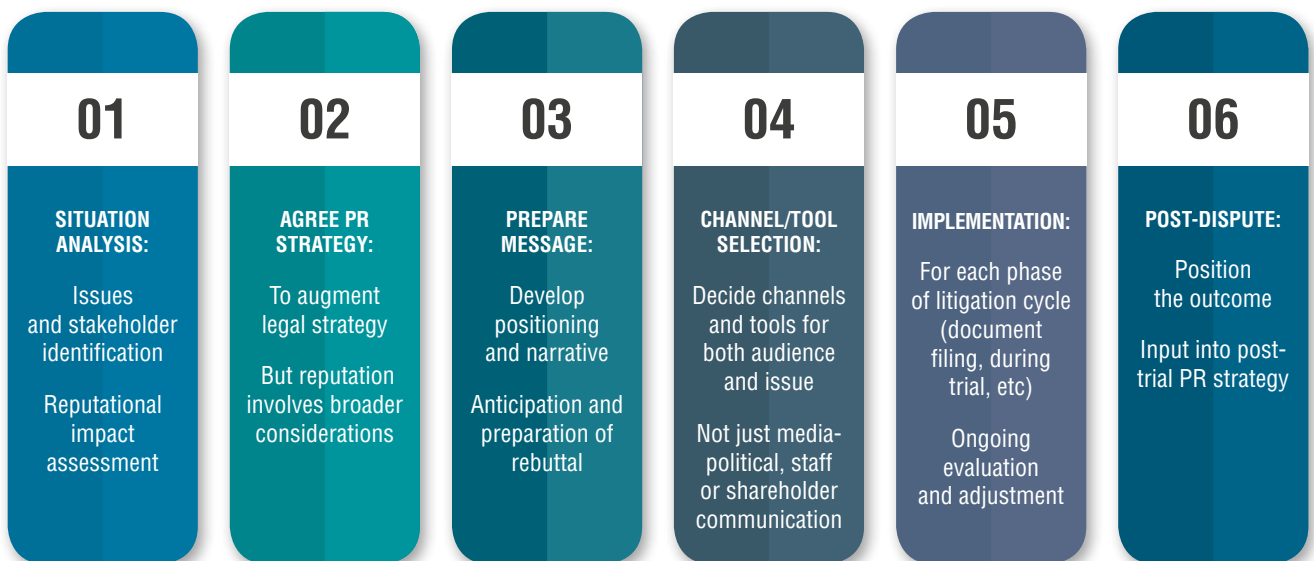 01
SITUATION
ANALYSIS:
Issues
and stakeholder
identification
Reputational
impact
assessment
02
AGREE PR
STRATEGY:
To augment
legal strategy
But reputation
involves broader
considerations
03
PREPARE
MESSAGE:
Develop
positioning
and narrative
Anticipation and
preparation of
rebuttal
04
CHANNEL/TOOL
SELECTION:
Decide channels
and tools for
both audience
and issue
Not just media-
political, staff
or shareholder
communication
05
IMPLEMENTATION:
For each phase
of litigation cycle
(document
filing, during
trial, etc)
Ongoing
evaluation
and adjustment
06
POST-DISPUTE:
Position
the outcome
Input into post-
trial PR strategy